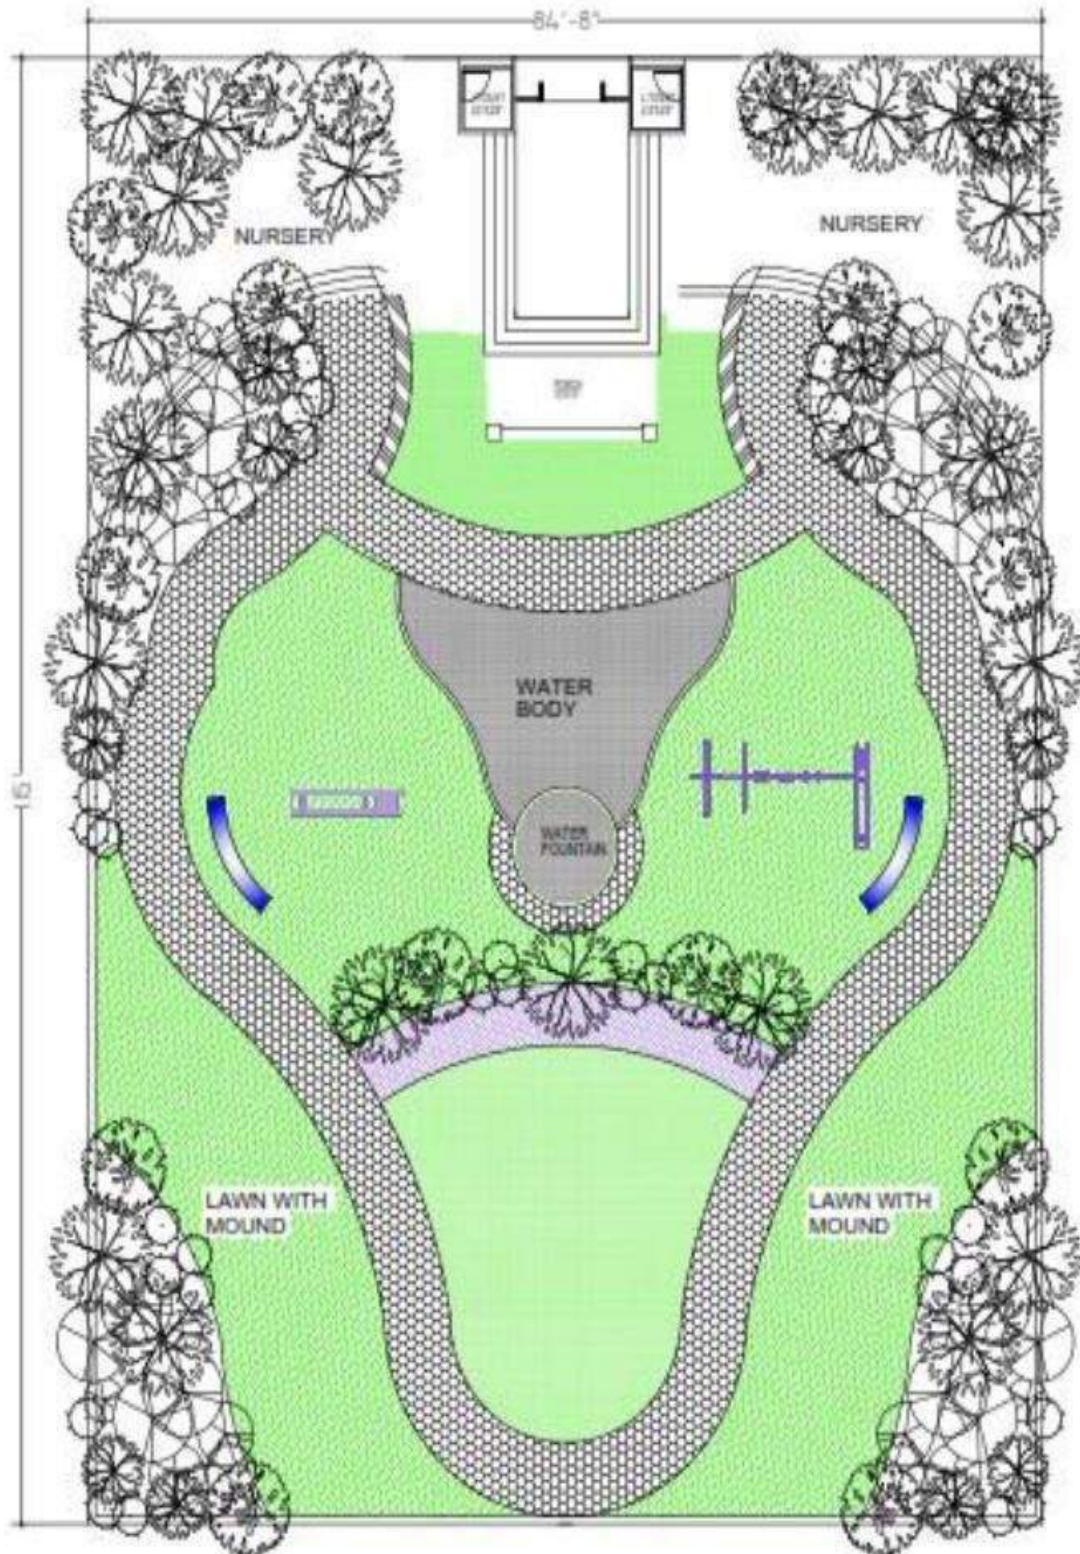 84'-8"
NURSERY
NURSERY
WATER
BODY
WATER
FOUNTAIN
LAWN WITH
MOUND
LAWN WITH
MOUND